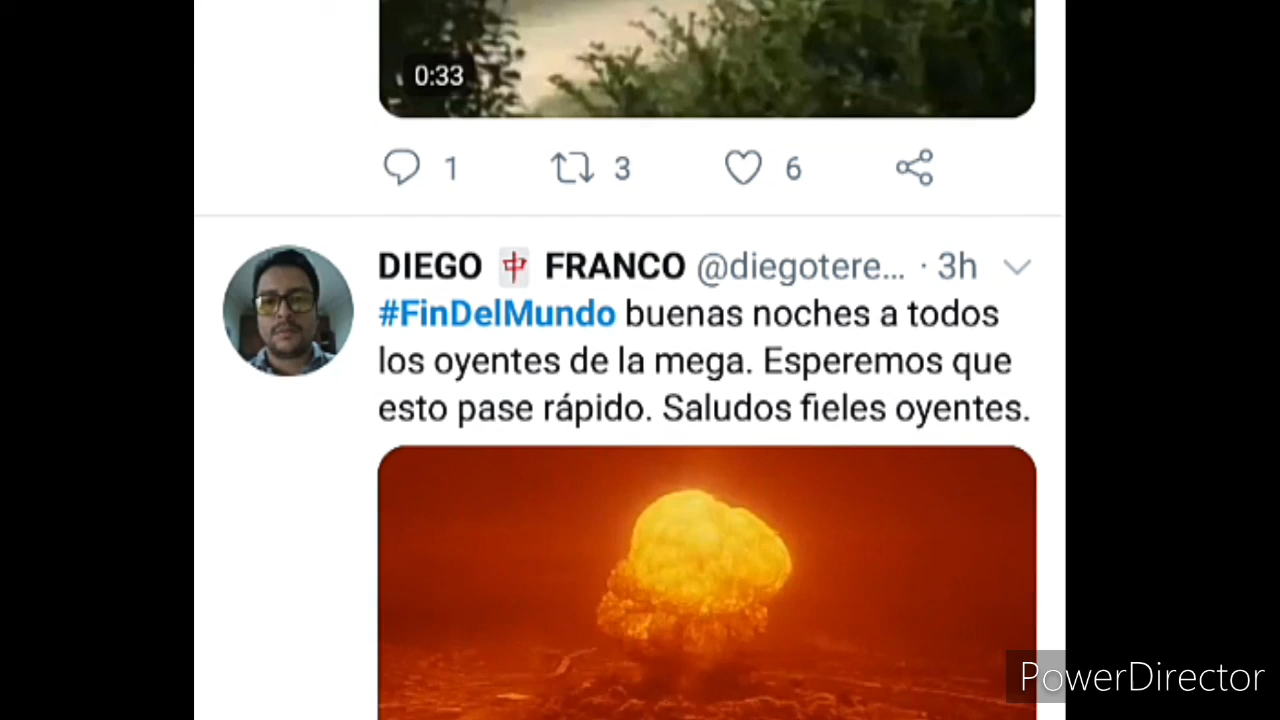 0:33
1 3 6
DIEGO 🀄 FRANCO @diegotere... · 3h
#FinDelMundo buenas noches a todos
los oyentes de la mega. Esperemos que
esto pase rápido. Saludos fieles oyentes.
PowerDirector